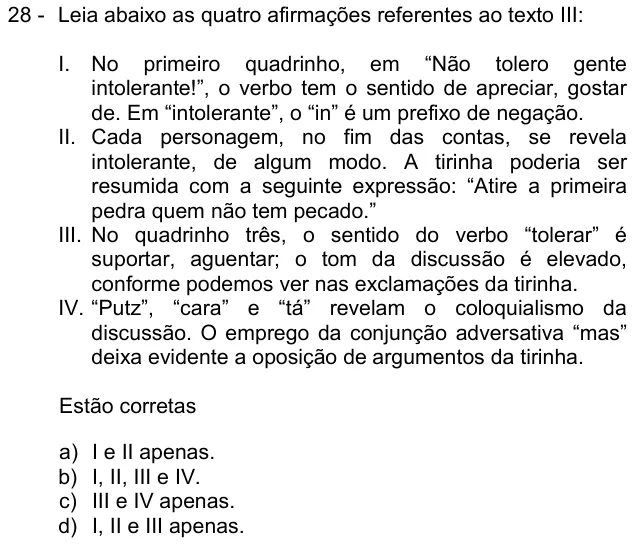 28 - Leia abaixo as quatro afirmações referentes ao texto III:
I. No primeiro quadrinho, em “Não tolero gente
intolerante!”, o verbo tem o sentido de apreciar, gostar
de. Em “intolerante”, o “in” é um prefixo de negação.
II. Cada personagem, no fim das contas, se revela
intolerante, de algum modo. A tirinha poderia ser
resumida com a seguinte expressão: “Atire a primeira
pedra quem não tem pecado.”
III. No quadrinho três, o sentido do verbo “tolerar” é
suportar, aguentar; o tom da discussão é elevado,
conforme podemos ver nas exclamações da tirinha.
IV. “Putz”, “cara” e “tá” revelam o coloquialismo da
discussão. O emprego da conjunção adversativa “mas”
deixa evidente a oposição de argumentos da tirinha.
Estão corretas
a) I e II apenas.
b) I, II, III e IV.
c) III e IV apenas.
d) I, II e III apenas.